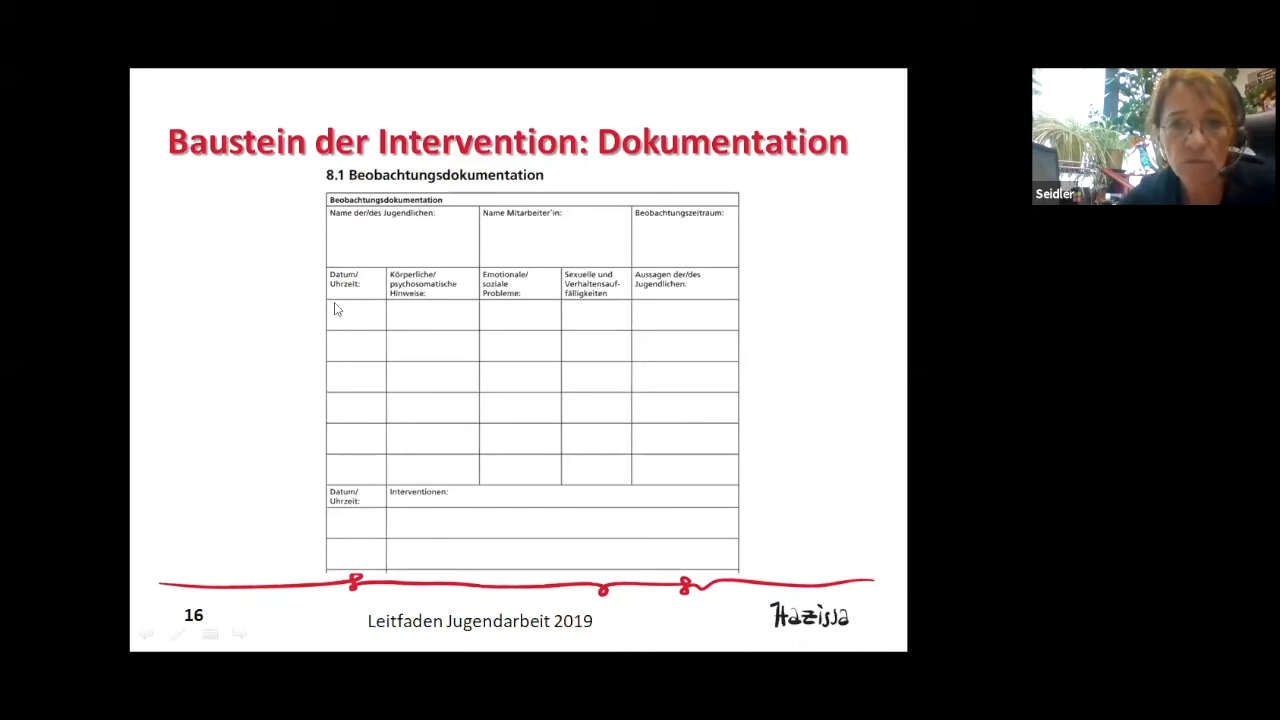 Baustein der Intervention: Dokumentation
8.1 Beobachtungsdokumentation
Beobachtungsdokumentation
Name der/des Jugendlichen:
Name Mitarbeiter*in:
Beobachtungszeitraum:
Datum/
Uhrzeit:
Körperliche/
psychosomatische
Hinweise:
Emotionale/
soziale
Probleme:
Sexuelle und
Verhaltensauf-
fälligkeiten
Aussagen der/des
Jugendlichen:
Datum/
Uhrzeit:
Interventionen:
16
Leitfaden Jugendarbeit 2019
Hazissa
Seidler